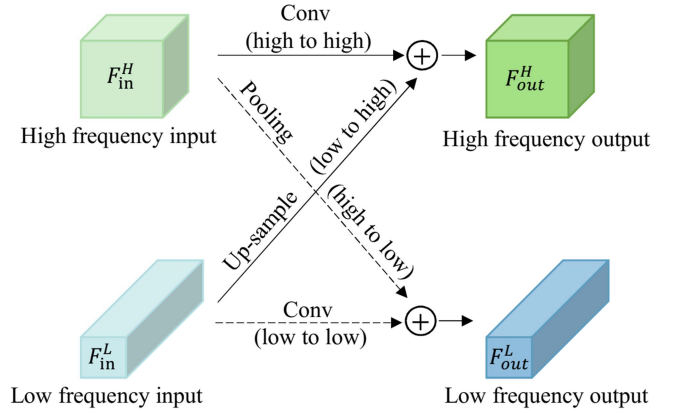 Conv
(high to high)
F_in^H
F_out^H
High frequency input
High frequency output
Pooling
(low to high)
Up-sample
(high to low)
Conv
(low to low)
F_in^L
F_out^L
Low frequency input
Low frequency output